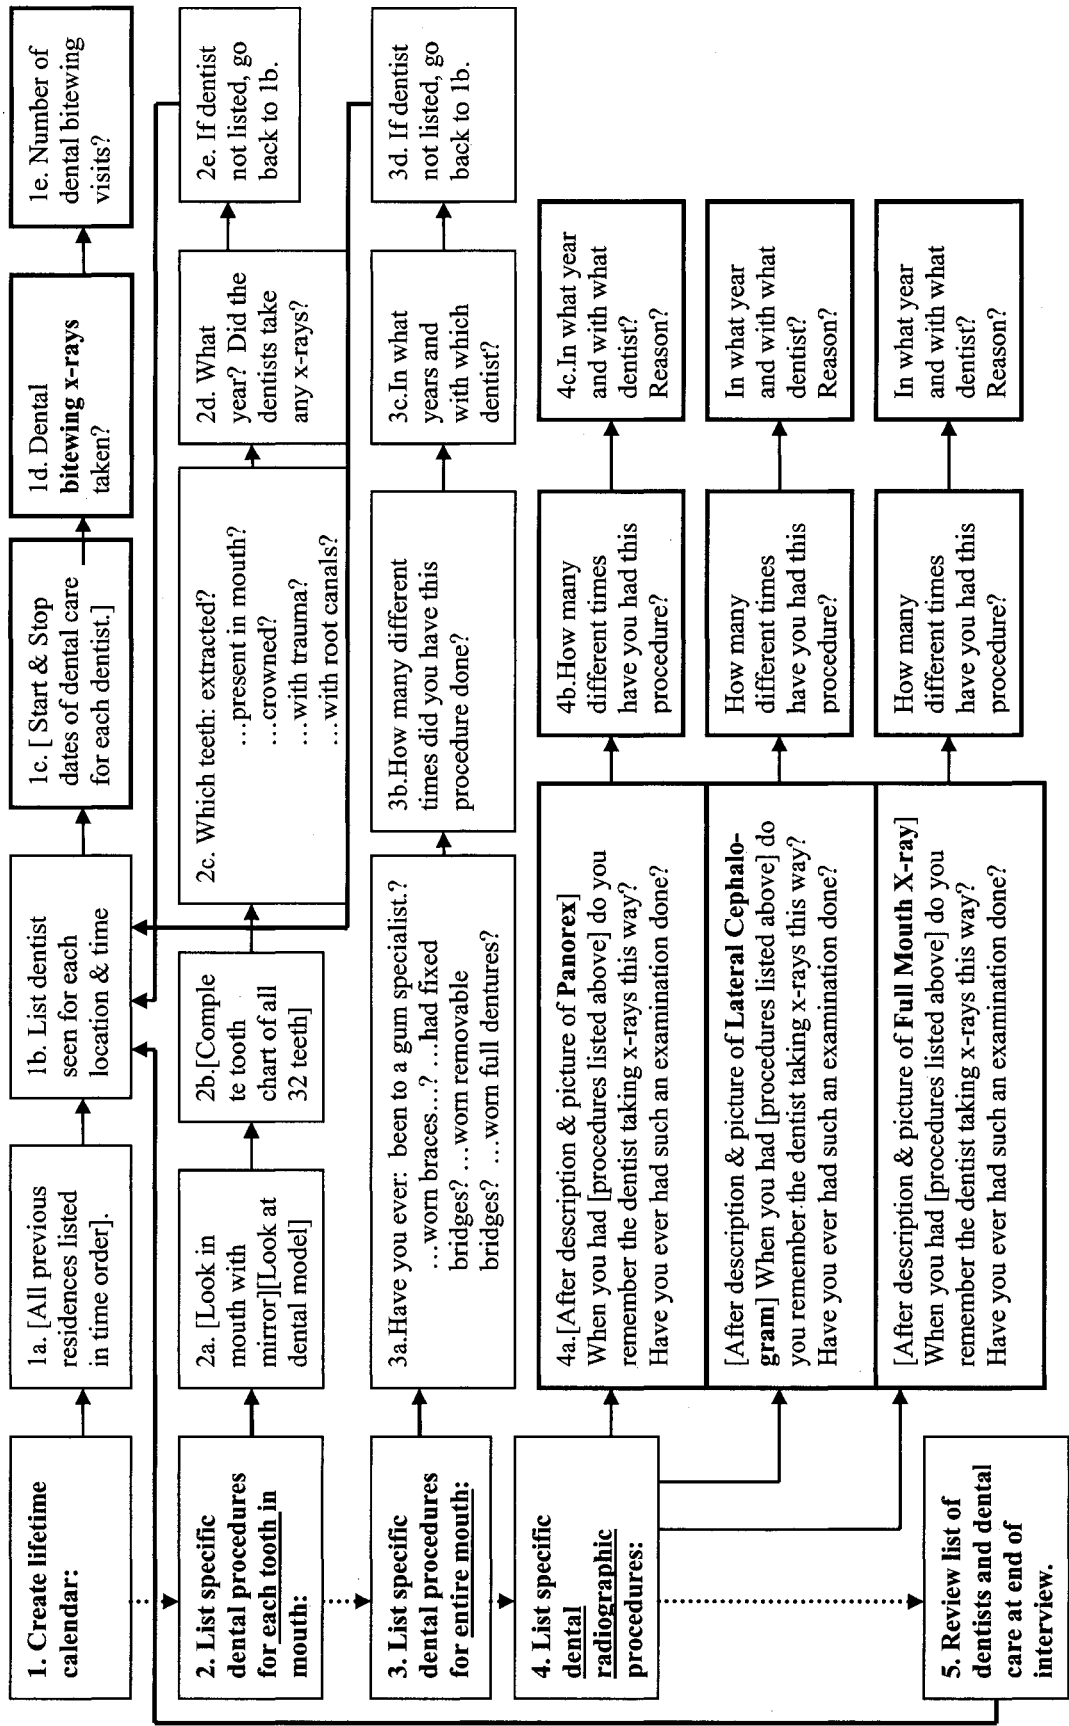 1. Create lifetime
calendar:
1a. [All previous
residences listed
in time order].
1b. List dentist
seen for each
location & time
1c. [ Start & Stop
dates of dental care
for each dentist.]
1d. Dental
bitewing x-rays
taken?
1e. Number of
dental bitewing
visits?
2. List specific
dental procedures
for each tooth in
mouth:
2a. [Look in
mouth with
mirror][Look at
dental model]
2b.[Comple
te tooth
chart of all
32 teeth]
2c. Which teeth: extracted?
…present in mouth?
…crowned?
…with trauma?
…with root canals?
2d. What
year? Did the
dentists take
any x-rays?
2e. If dentist
not listed, go
back to 1b.
3. List specific
dental procedures
for entire mouth:
3a.Have you ever: been to a gum specialist.?
…worn braces…? …had fixed
bridges? …worn removable
bridges? …worn full dentures?
3b.How many different
times did you have this
procedure done?
3c.In what
years and
with which
dentist?
3d. If dentist
not listed, go
back to 1b.
4. List specific
dental
radiographic
procedures:
4a.[After description & picture of Panorex]
When you had [procedures listed above] do you
remember the dentist taking x-rays this way?
Have you ever had such an examination done?
4b.How many
different times
have you had this
procedure?
4c.In what year
and with what
dentist?
Reason?
[After description & picture of Lateral Cephalo-
gram] When you had [procedures listed above] do
you remember the dentist taking x-rays this way?
Have you ever had such an examination done?
How many
different times
have you had this
procedure?
In what year
and with what
dentist?
Reason?
[After description & picture of Full Mouth X-ray]
When you had [procedures listed above] do you
remember the dentist taking x-rays this way?
Have you ever had such an examination done?
How many
different times
have you had this
procedure?
In what year
and with what
dentist?
Reason?
5. Review list of
dentists and dental
care at end of
interview.